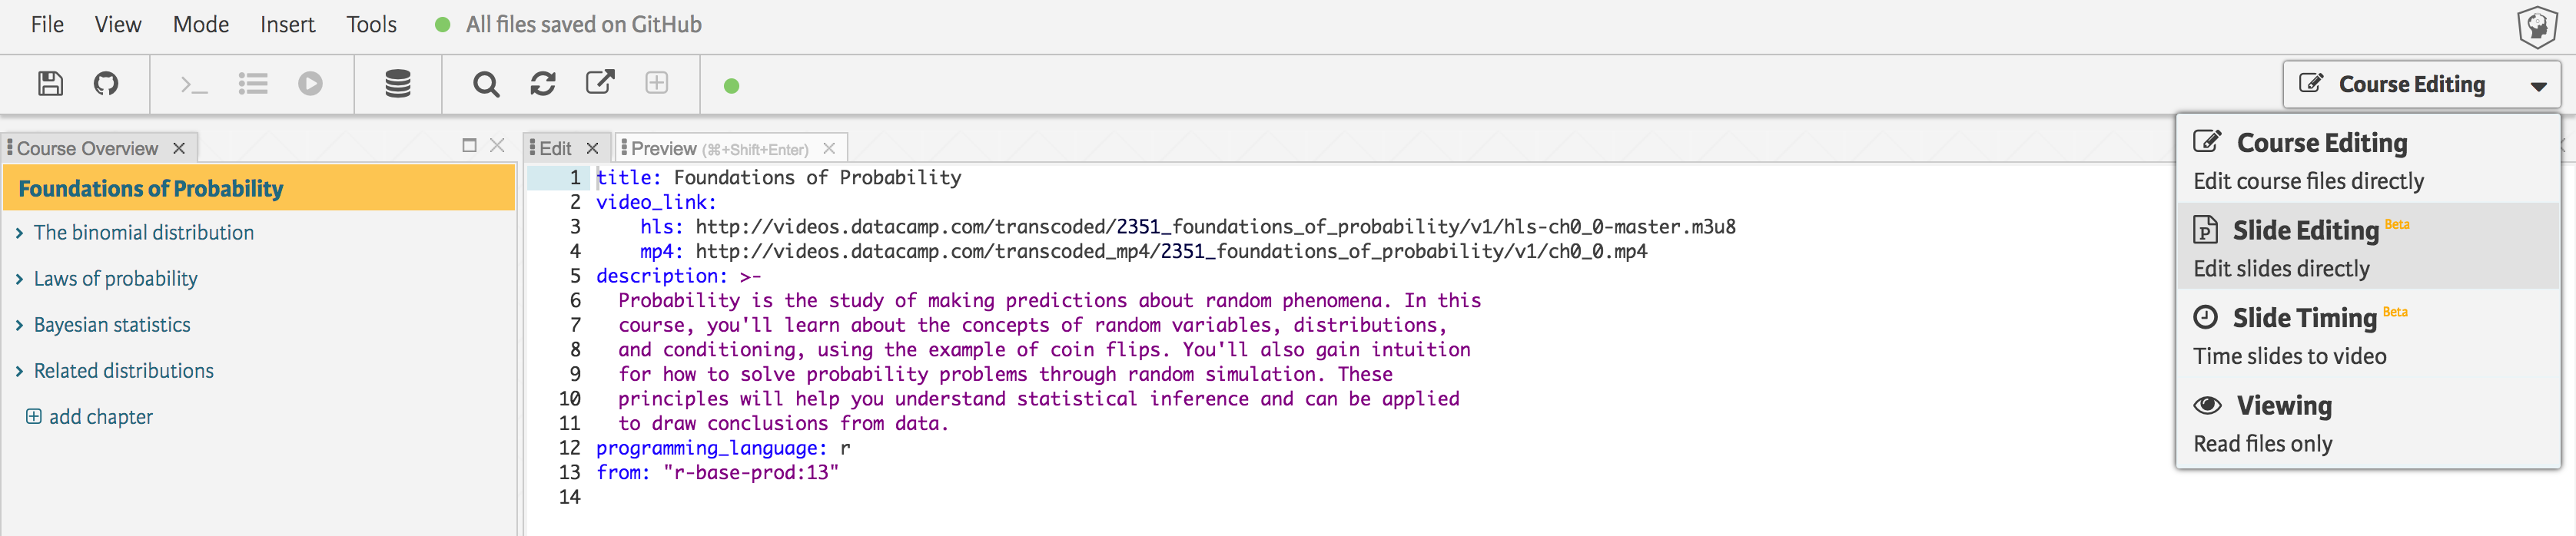 File View Mode Insert Tools All files saved on GitHub
Course Editing
Course Overview
Edit Preview (⌘+Shift+Enter)
Foundations of Probability
The binomial distribution
Laws of probability
Bayesian statistics
Related distributions
add chapter
1 title: Foundations of Probability
2 video_link:
3 hls: http://videos.datacamp.com/transcoded/2351_foundations_of_probability/v1/hls-ch0_0-master.m3u8
4 mp4: http://videos.datacamp.com/transcoded_mp4/2351_foundations_of_probability/v1/ch0_0.mp4
5 description: >-
6 Probability is the study of making predictions about random phenomena. In this
7 course, you'll learn about the concepts of random variables, distributions,
8 and conditioning, using the example of coin flips. You'll also gain intuition
9 for how to solve probability problems through random simulation. These
10 principles will help you understand statistical inference and can be applied
11 to draw conclusions from data.
12 programming_language: r
13 from: "r-base-prod:13"
14
Course Editing
Edit course files directly
Slide Editing Beta
Edit slides directly
Slide Timing Beta
Time slides to video
Viewing
Read files only